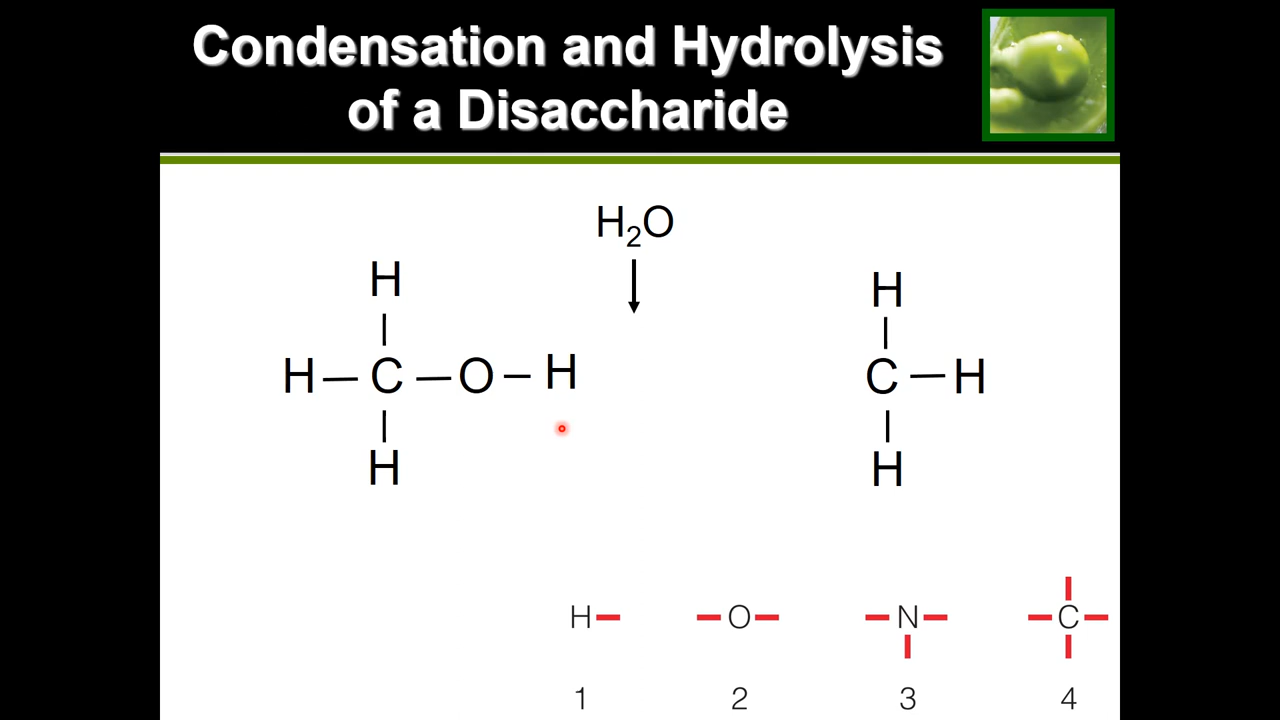 Condensation and Hydrolysis
of a Disaccharide
H₂O
H
H
H — C — O — H
C — H
H
H
H
O
N
C
1
2
3
4